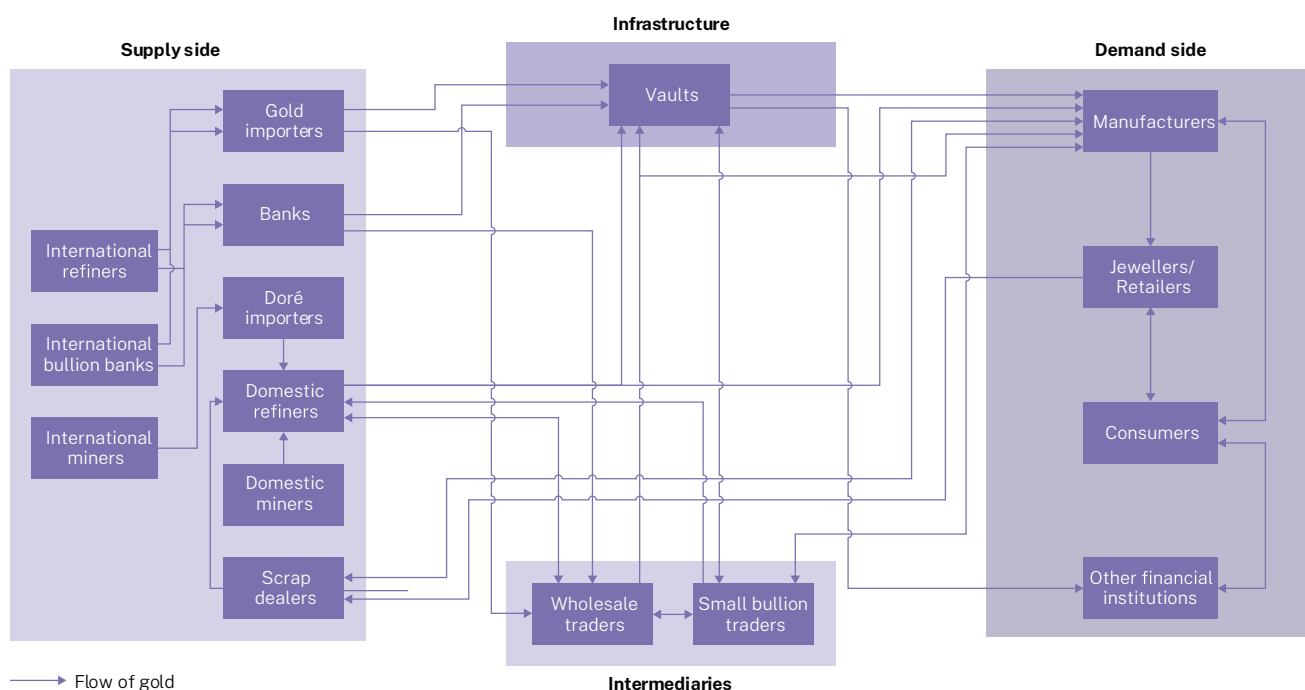 Infrastructure
Supply side
Demand side
Gold
importers
Vaults
Manufacturers
Banks
International
refiners
Jewellers/
Retailers
Doré
importers
International
bullion banks
Domestic
refiners
International
miners
Consumers
Domestic
miners
Scrap
dealers
Wholesale
traders
Small bullion
traders
Other financial
institutions
Flow of gold
Intermediaries